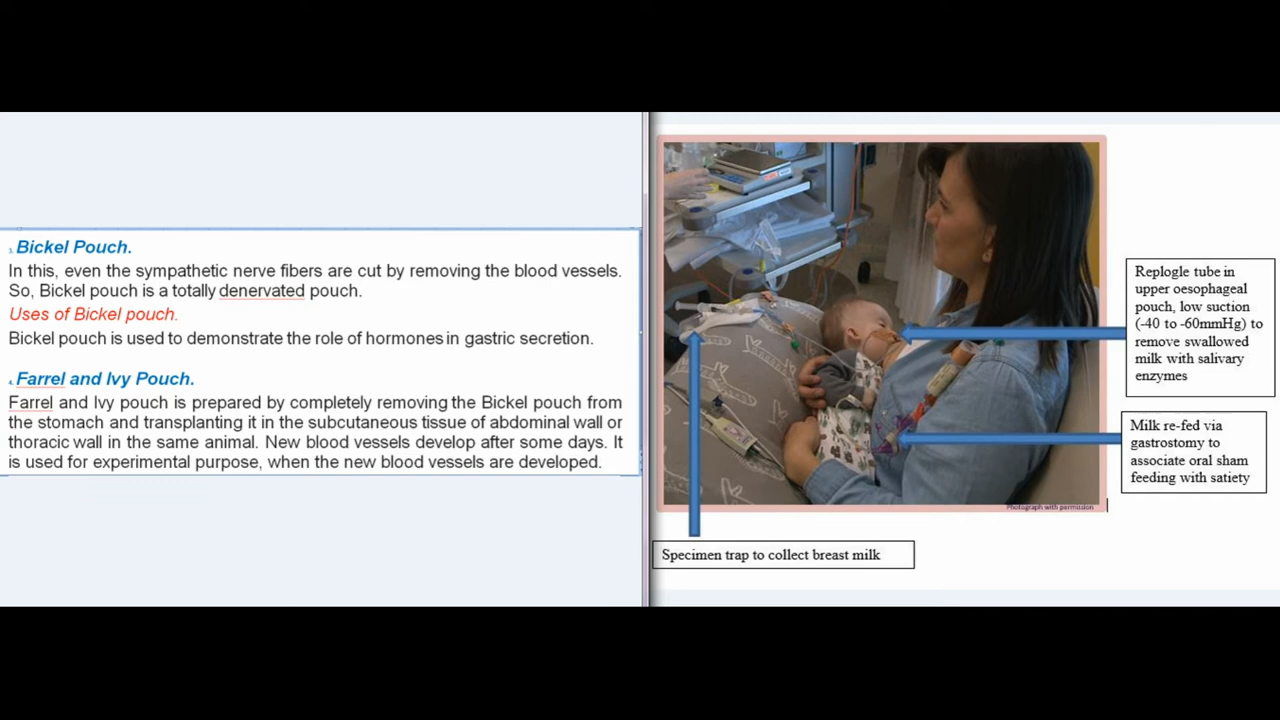 3. Bickel Pouch.
In this, even the sympathetic nerve fibers are cut by removing the blood vessels.
So, Bickel pouch is a totally denervated pouch.
Uses of Bickel pouch.
Bickel pouch is used to demonstrate the role of hormones in gastric secretion.
4. Farrel and Ivy Pouch.
Farrel and Ivy pouch is prepared by completely removing the Bickel pouch from
the stomach and transplanting it in the subcutaneous tissue of abdominal wall or
thoracic wall in the same animal. New blood vessels develop after some days. It
is used for experimental purpose, when the new blood vessels are developed.
Replogle tube in
upper oesophageal
pouch, low suction
(-40 to -60mmHg) to
remove swallowed
milk with salivary
enzymes
Milk re-fed via
gastrostomy to
associate oral sham
feeding with satiety
Photograph with permission
Specimen trap to collect breast milk